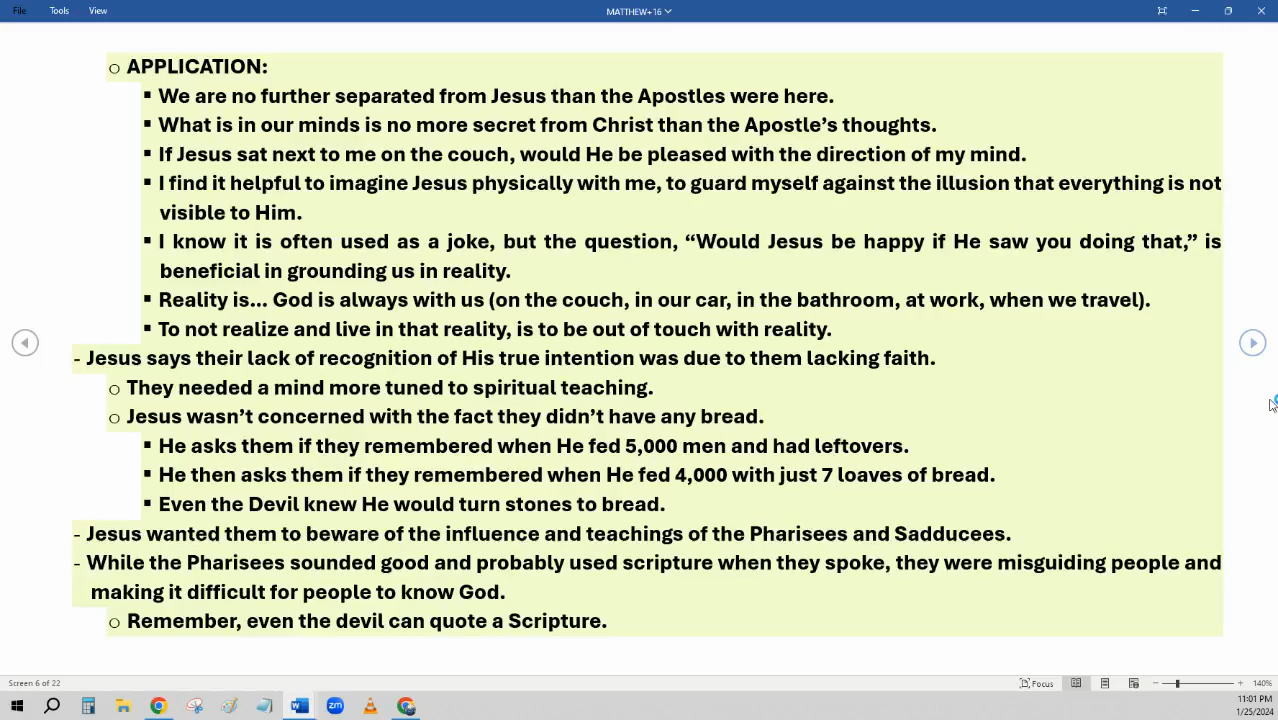 File Tools View MATTHEW+16
○ APPLICATION:
▪ We are no further separated from Jesus than the Apostles were here.
▪ What is in our minds is no more secret from Christ than the Apostle’s thoughts.
▪ If Jesus sat next to me on the couch, would He be pleased with the direction of my mind.
▪ I find it helpful to imagine Jesus physically with me, to guard myself against the illusion that everything is not
visible to Him.
▪ I know it is often used as a joke, but the question, “Would Jesus be happy if He saw you doing that,” is
beneficial in grounding us in reality.
▪ Reality is... God is always with us (on the couch, in our car, in the bathroom, at work, when we travel).
▪ To not realize and live in that reality, is to be out of touch with reality.
- Jesus says their lack of recognition of His true intention was due to them lacking faith.
○ They needed a mind more tuned to spiritual teaching.
○ Jesus wasn’t concerned with the fact they didn’t have any bread.
▪ He asks them if they remembered when He fed 5,000 men and had leftovers.
▪ He then asks them if they remembered when He fed 4,000 with just 7 loaves of bread.
▪ Even the Devil knew He would turn stones to bread.
- Jesus wanted them to beware of the influence and teachings of the Pharisees and Sadducees.
- While the Pharisees sounded good and probably used scripture when they spoke, they were misguiding people and
making it difficult for people to know God.
○ Remember, even the devil can quote a Scripture.
Screen 6 of 22 Focus 140%
zm 11:01 PM
1/25/2024